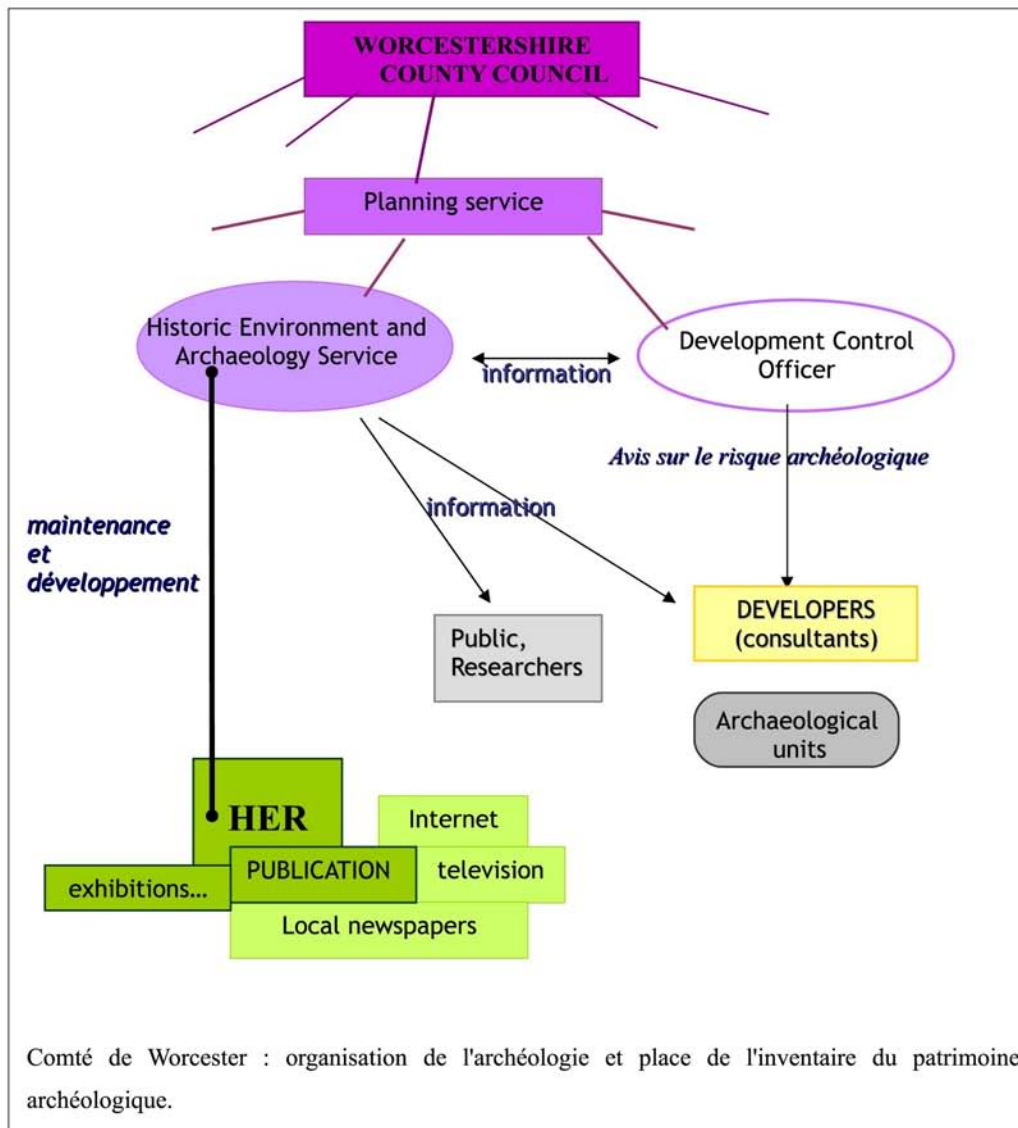 WORCESTERSHIRE
COUNTY COUNCIL
Planning service
Historic Environment and
Archaeology Service
information
Development Control
Officer
Avis sur le risque archéologique
information
maintenance
et
développement
DEVELOPERS
(consultants)
Public,
Researchers
Archaeological
units
HER
Internet
PUBLICATION
television
exhibitions...
Local newspapers
Comté de Worcester : organisation de l'archéologie et place de l'inventaire du patrimoine
archéologique.